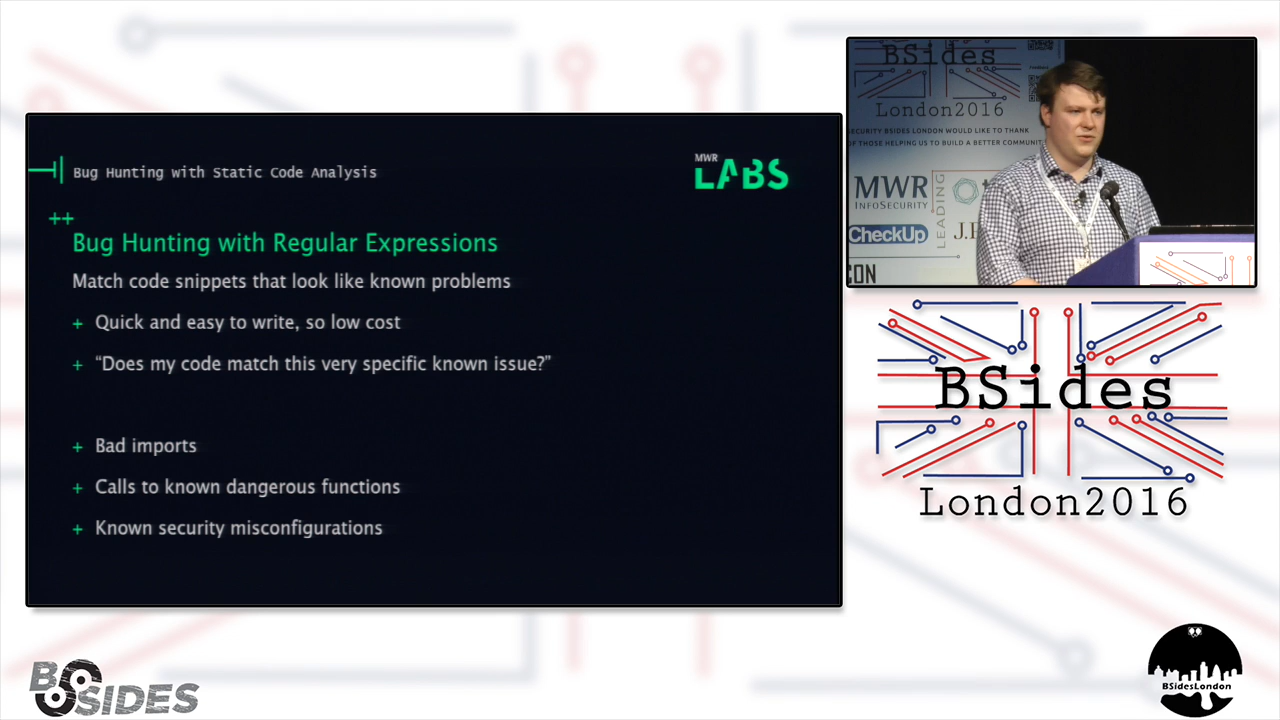 Bug Hunting with Static Code Analysis
MWR
LABS
++
Bug Hunting with Regular Expressions
Match code snippets that look like known problems
+ Quick and easy to write, so low cost
+ “Does my code match this very specific known issue?”
+ Bad imports
+ Calls to known dangerous functions
+ Known security misconfigurations
BSides
London2016
SECURITY BSIDES LONDON WOULD LIKE TO THANK
OF THOSE HELPING US TO BUILD A BETTER COMMUNI
MWR
INFOSECURITY
LEADING
CheckUp
J.P
CON
BSides
London2016
BSIDES
BSidesLondon